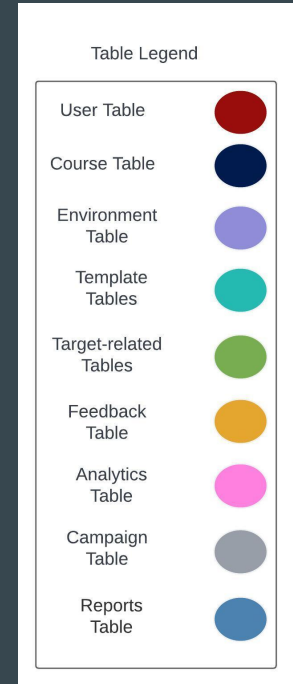 Table Legend
User Table
Course Table
Environment
Table
Template
Tables
Target-related
Tables
Feedback
Table
Analytics
Table
Campaign
Table
Reports
Table